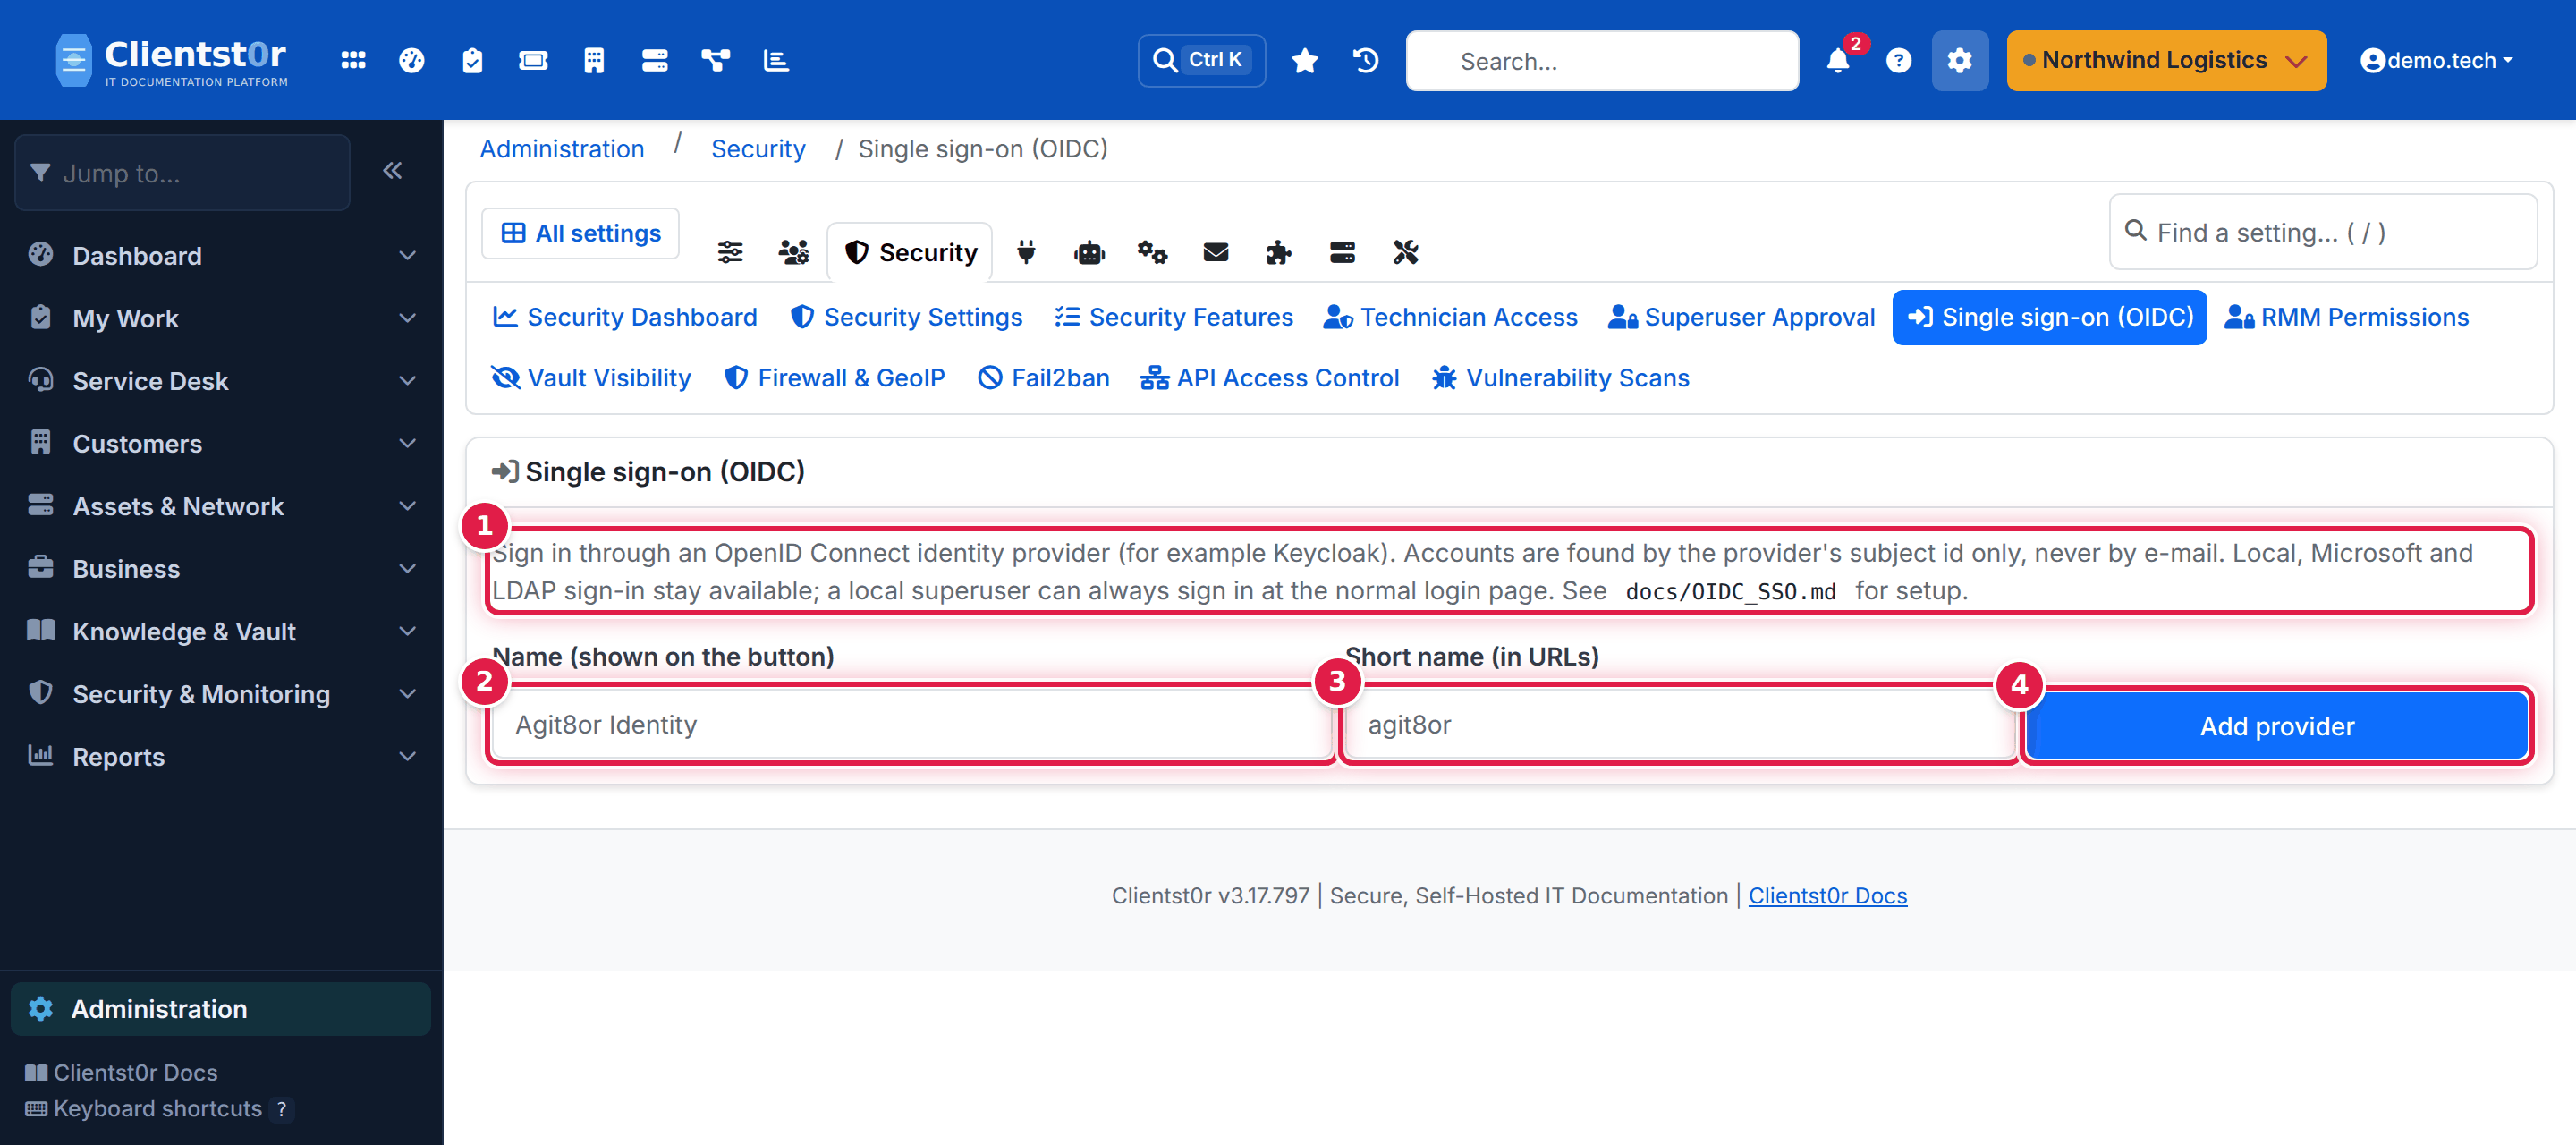 Clientst0r
IT DOCUMENTATION PLATFORM
Ctrl K
Search...
2
?
Northwind Logistics
demo.tech
Jump to...
Dashboard
My Work
Service Desk
Customers
Assets & Network
Business
Knowledge & Vault
Security & Monitoring
Reports
Administration
Clientst0r Docs
Keyboard shortcuts ?
Administration / Security / Single sign-on (OIDC)
All settings
Security
Find a setting... ( / )
Security Dashboard
Security Settings
Security Features
Technician Access
Superuser Approval
Single sign-on (OIDC)
RMM Permissions
Vault Visibility
Firewall & GeoIP
Fail2ban
API Access Control
Vulnerability Scans
Single sign-on (OIDC)
1
Sign in through an OpenID Connect identity provider (for example Keycloak). Accounts are found by the provider's subject id only, never by e-mail. Local, Microsoft and
LDAP sign-in stay available; a local superuser can always sign in at the normal login page. See docs/OIDC_SSO.md for setup.
Name (shown on the button)
2
Agit8or Identity
Short name (in URLs)
3
agit8or
4
Add provider
Clientst0r v3.17.797 | Secure, Self-Hosted IT Documentation | Clientst0r Docs